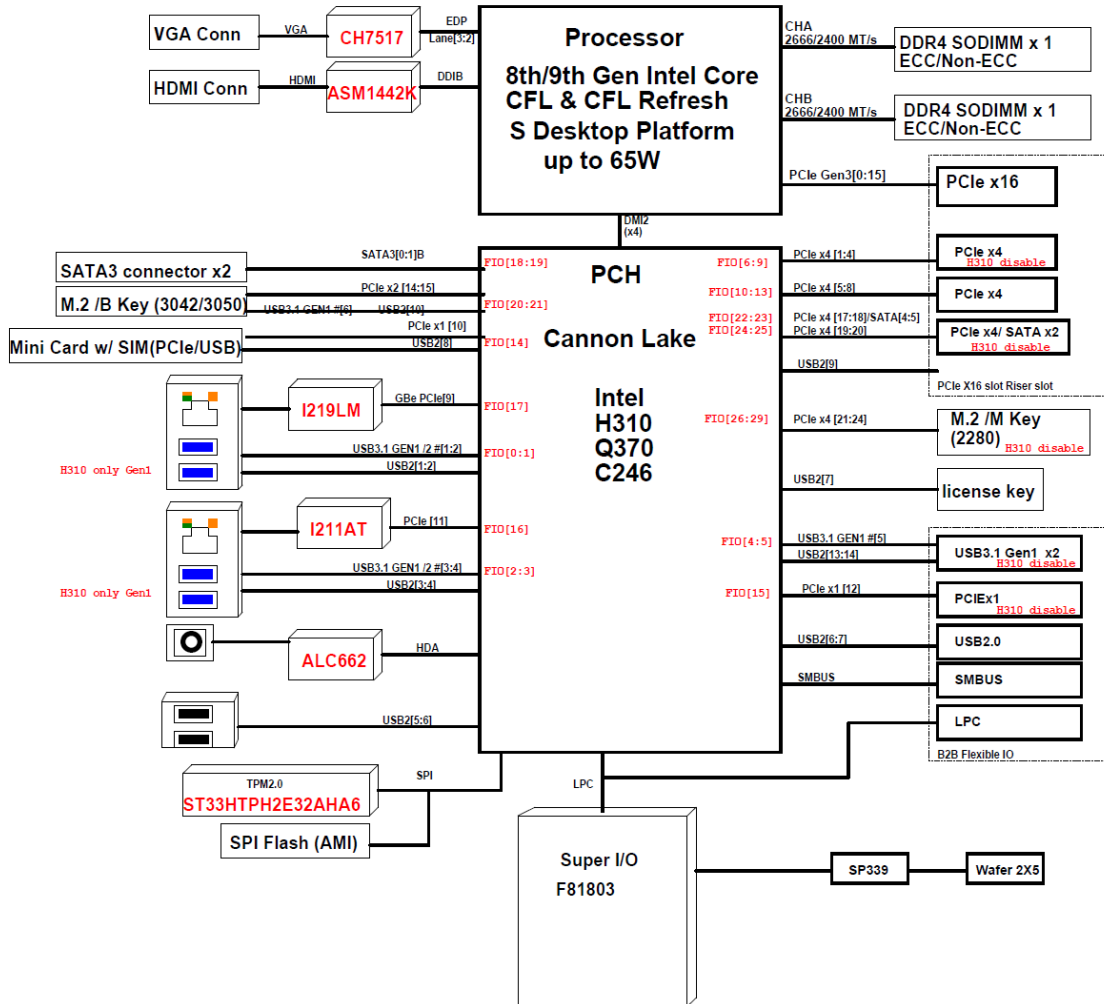 VGA Conn
VGA
CH7517
EDP
Lane[3:2]
HDMI Conn
HDMI
ASM1442K
DDIB
Processor
8th/9th Gen Intel Core
CFL & CFL Refresh
S Desktop Platform
up to 65W
CHA
2666/2400 MT/s
DDR4 SODIMM x 1
ECC/Non-ECC
CHB
2666/2400 MT/s
DDR4 SODIMM x 1
ECC/Non-ECC
PCIe Gen3[0:15]
PCIe x16
DMI2
(x4)
PCH
Cannon Lake
Intel
H310
Q370
C246
SATA3 connector x2
SATA3[0:1]B
FIO[18:19]
M.2 /B Key (3042/3050)
PCIe x2 [14:15]
USB3.1 GEN1 #[6]
USB2[10]
FIO[20:21]
Mini Card w/ SIM(PCIe/USB)
PCIe x1 [10]
USB2[8]
FIO[14]
I219LM
GBe PCIe[9]
FIO[17]
USB3.1 GEN1 /2 #[1:2]
USB2[1:2]
FIO[0:1]
H310 only Gen1
I211AT
PCIe [11]
FIO[16]
USB3.1 GEN1 /2 #[3:4]
USB2[3:4]
FIO[2:3]
H310 only Gen1
ALC662
HDA
USB2[5:6]
TPM2.0
ST33HTPH2E32AHA6
SPI
SPI Flash (AMI)
FIO[6:9]
PCIe x4 [1:4]
PCIe x4
H310 disable
FIO[10:13]
PCIe x4 [5:8]
PCIe x4
FIO[22:23]
FIO[24:25]
PCIe x4 [17:18]/SATA[4:5]
PCIe x4 [19:20]
PCIe x4/ SATA x2
H310 disable
USB2[9]
PCIe X16 slot Riser slot
FIO[26:29]
PCIe x4 [21:24]
M.2 /M Key
(2280)
H310 disable
USB2[7]
license key
FIO[4:5]
USB3.1 GEN1 #[5]
USB2[13:14]
USB3.1 Gen1 x2
H310 disable
FIO[15]
PCIe x1 [12]
PCIEx1
H310 disable
USB2[6:7]
USB2.0
SMBUS
SMBUS
LPC
B2B Flexible IO
LPC
Super I/O
F81803
SP339
Wafer 2X5